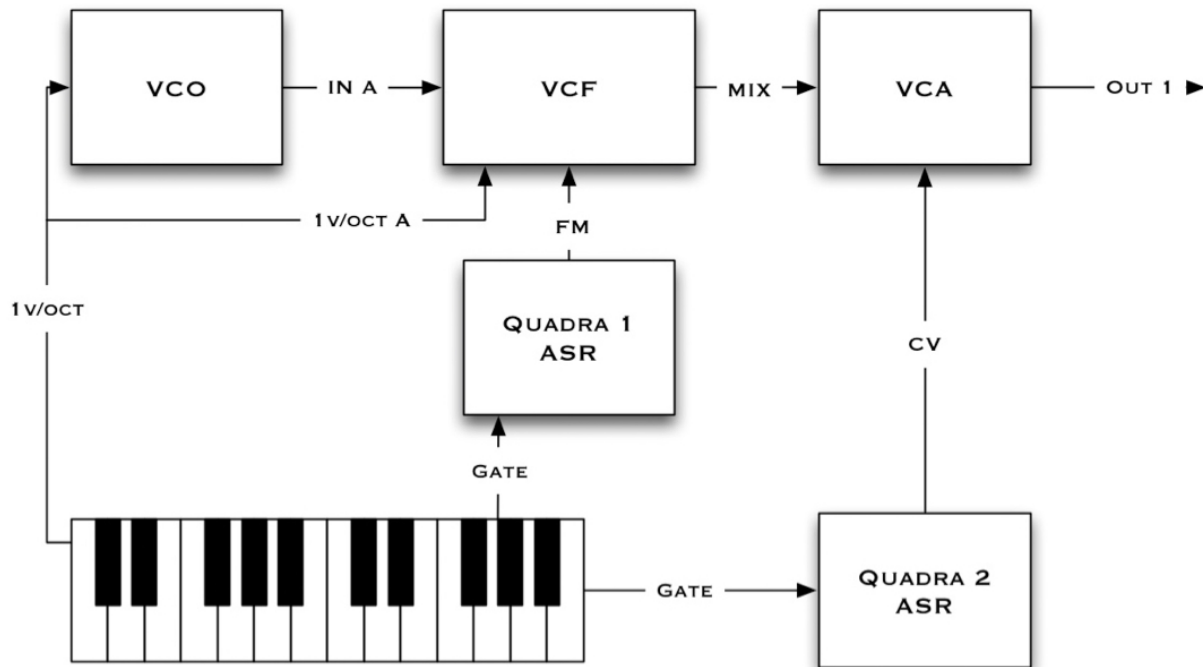 VCO
IN A
VCF
MIX
VCA
OUT 1
1V/OCT A
FM
1V/OCT
QUADRA 1
ASR
CV
GATE
GATE
QUADRA 2
ASR